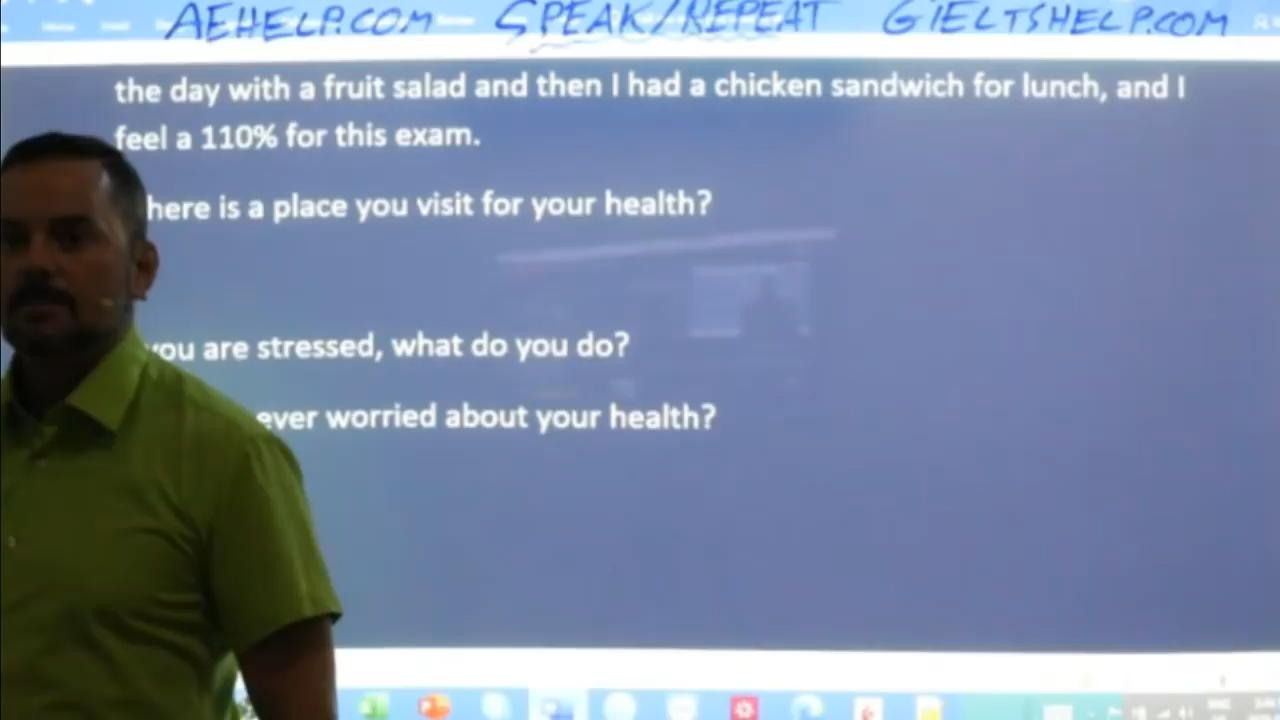 AEHELP.COM SPEAK/REPEAT GIELTSHELP.COM
the day with a fruit salad and then I had a chicken sandwich for lunch, and I
feel a 110% for this exam.
here is a place you visit for your health?
you are stressed, what do you do?
ever worried about your health?